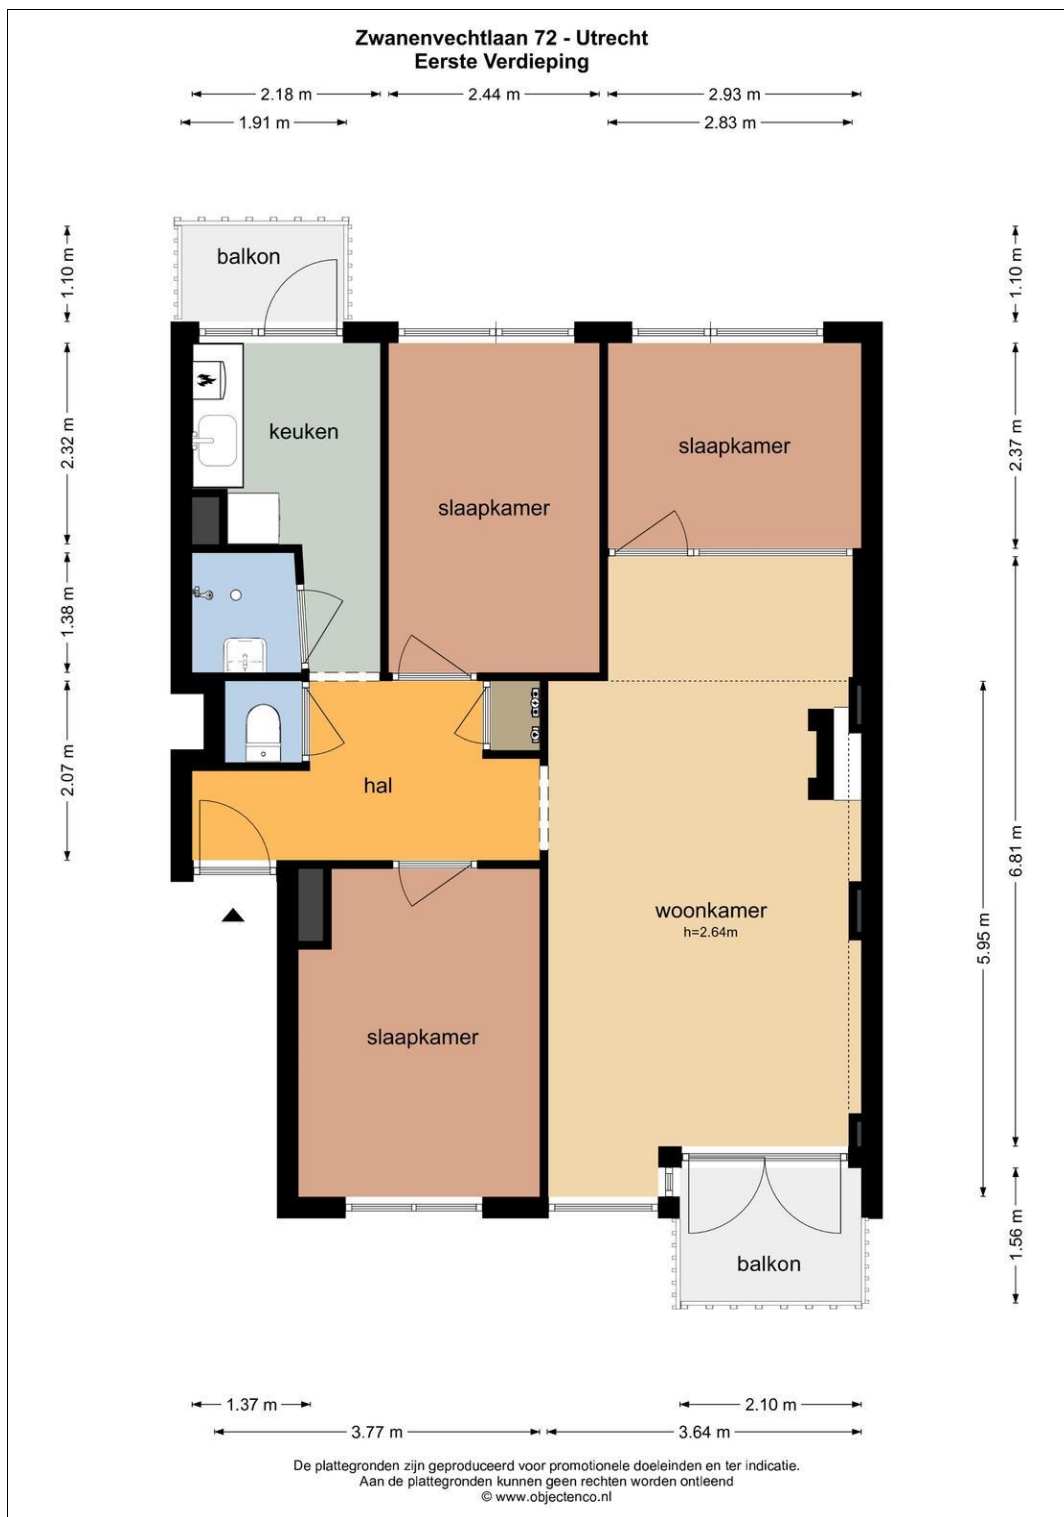 Zwanenvechtlaan 72 - Utrecht
Eerste Verdieping
2.18 m
2.44 m
2.93 m
1.91 m
2.83 m
balkon
1.10 m
1.10 m
keuken
slaapkamer
slaapkamer
2.32 m
2.37 m
1.38 m
hal
2.07 m
woonkamer
h=2.64m
6.81 m
5.95 m
slaapkamer
balkon
1.56 m
1.37 m
2.10 m
3.77 m
3.64 m
De plattegronden zijn geproduceerd voor promotionele doeleinden en ter indicatie.
Aan de plattegronden kunnen geen rechten worden ontleend
© www.objectenco.nl